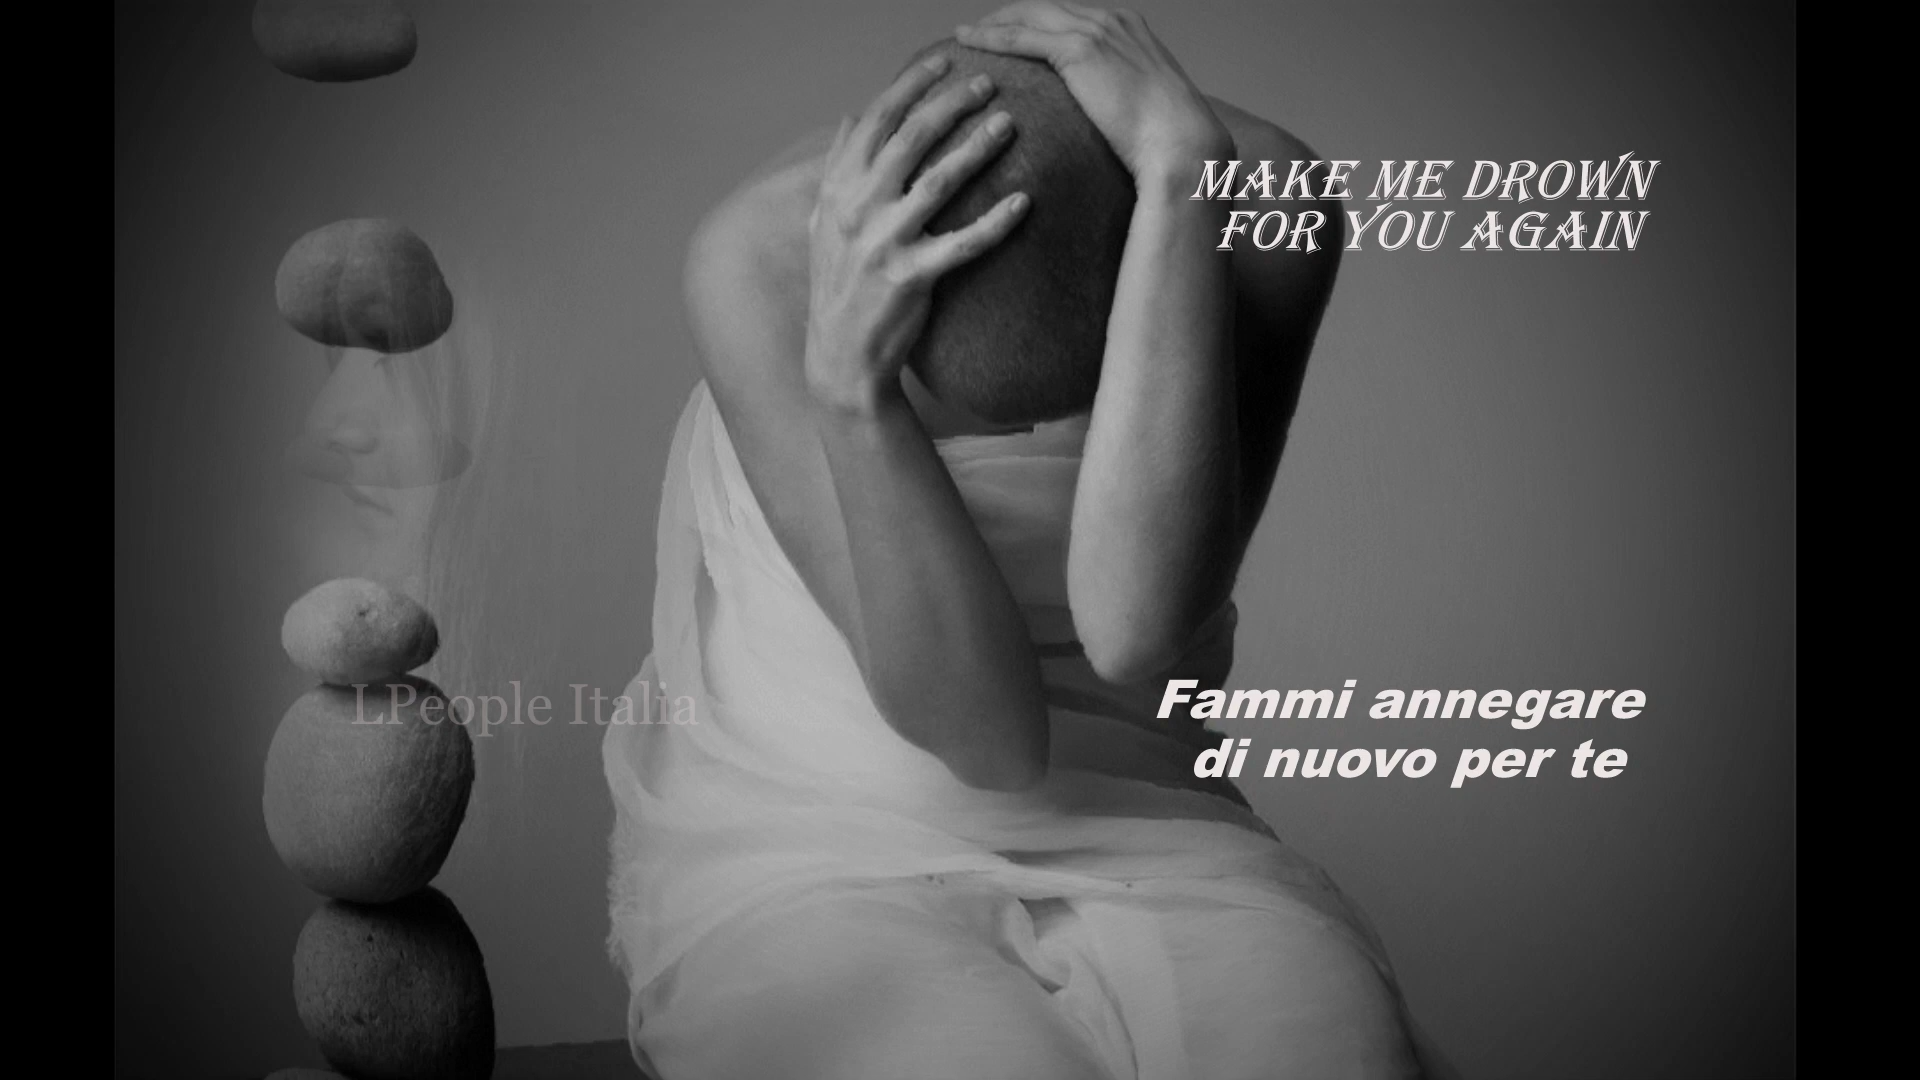 MAKE ME DROWN
FOR YOU AGAIN
LPeople Italia
Fammi annegare
di nuovo per te